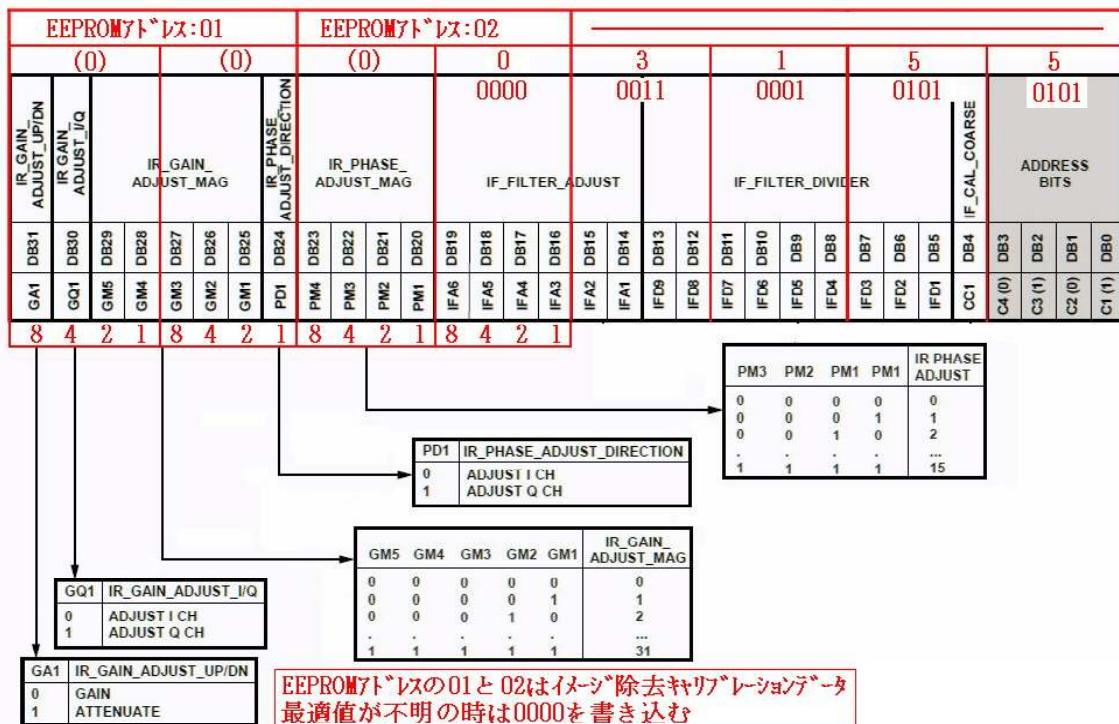 EEPROMアドレス:01 EEPROMアドレス:02
(0) (0) (0) 0 3 1 5 5
0000 0011 0001 0101 0101
IR_GAIN_
ADJUST_UP/DN
IR_GAIN_
ADJUST_I/Q
IR_GAIN_
ADJUST_MAG
IR_PHASE_
ADJUST_DIRECTION
IR_PHASE_
ADJUST_MAG
IF_FILTER_ADJUST
IF_FILTER_DIVIDER
IF_CAL_COARSE
ADDRESS
BITS
DB31 DB30 DB29 DB28 DB27 DB26 DB25 DB24 DB23 DB22 DB21 DB20 DB19 DB18 DB17 DB16 DB15 DB14 DB13 DB12 DB11 DB10 DB9 DB8 DB7 DB6 DB5 DB4 DB3 DB2 DB1 DB0
GA1 GQ1 GM5 GM4 GM3 GM2 GM1 PD1 PM4 PM3 PM2 PM1 IFA6 IFA5 IFA4 IFA3 IFA2 IFA1 IFD9 IFD8 IFD7 IFD6 IFD5 IFD4 IFD3 IFD2 IFD1 CC1 C4 (0) C3 (1) C2 (0) C1 (1)
8 4 2 1 8 4 2 1 8 4 2 1 8 4 2 1
PM3 PM2 PM1 PM1 IR PHASE
ADJUST
0 0 0 0 0
0 0 0 1 1
0 0 1 0 2
. . . . ...
1 1 1 1 15
PD1 IR_PHASE_ADJUST_DIRECTION
0 ADJUST I CH
1 ADJUST Q CH
GM5 GM4 GM3 GM2 GM1 IR_GAIN_
ADJUST_MAG
0 0 0 0 0 0
0 0 0 0 1 1
0 0 0 1 0 2
. . . . . ...
1 1 1 1 1 31
GQ1 IR_GAIN_ADJUST_I/Q
0 ADJUST I CH
1 ADJUST Q CH
GA1 IR_GAIN_ADJUST_UP/DN
0 GAIN
1 ATTENUATE
EEPROMアドレスの01と02はイメージ除去キャリブレーションデータ
最適値が不明の時は0000を書き込む